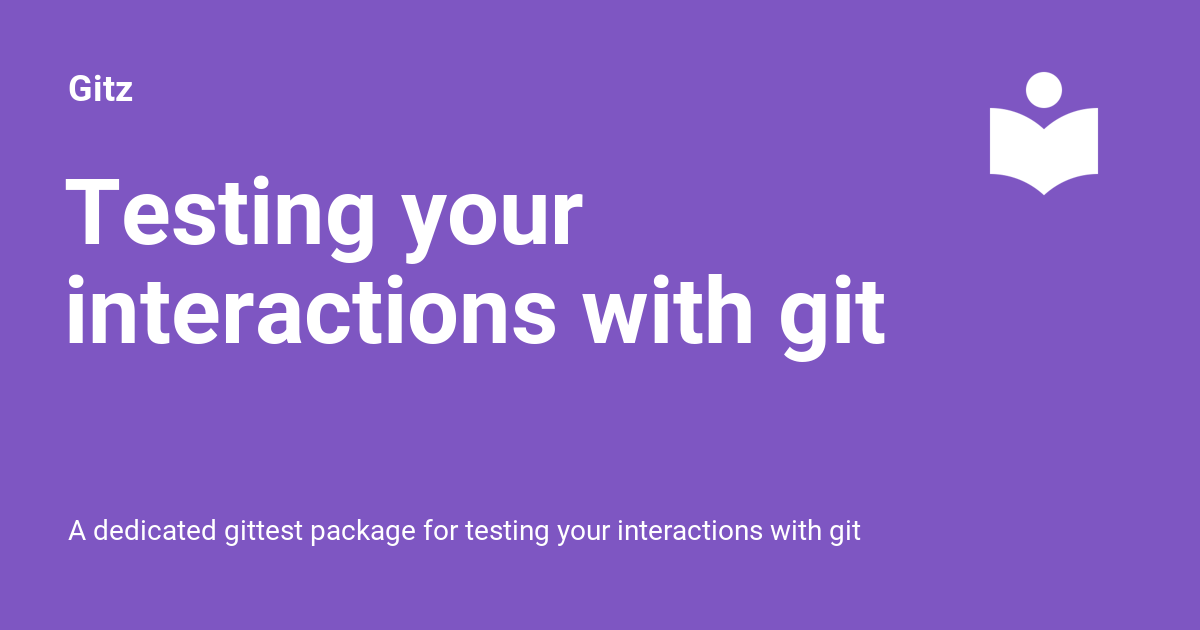 Gitz
Testing your
interactions with git
A dedicated gittest package for testing your interactions with git